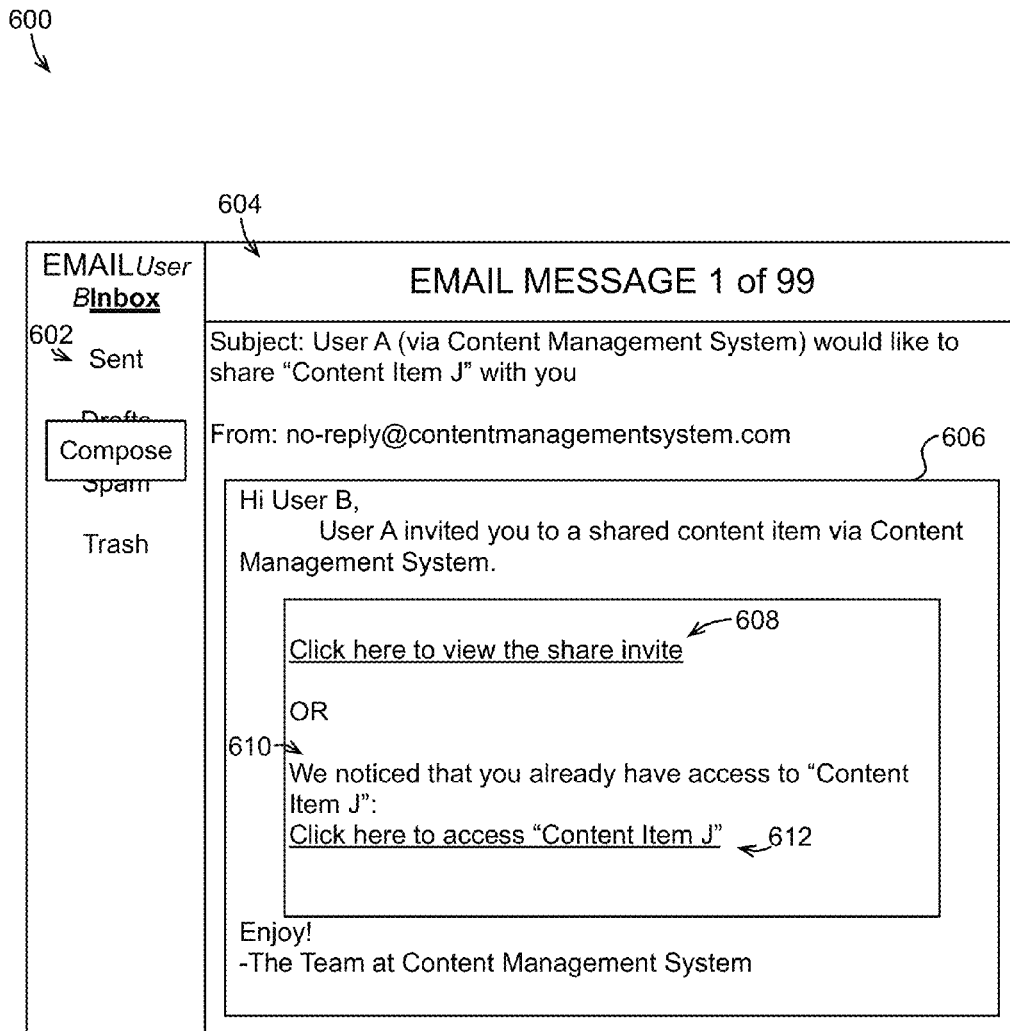 600
604
EMAIL User
B Inbox
602
Sent
Drafts
Compose
Spam
Trash
EMAIL MESSAGE 1 of 99
Subject: User A (via Content Management System) would like to
share “Content Item J” with you
From: no-reply@contentmanagementsystem.com
606
Hi User B,
User A invited you to a shared content item via Content
Management System.
608
Click here to view the share invite
OR
610
We noticed that you already have access to “Content
Item J”:
Click here to access “Content Item J”
612
Enjoy!
-The Team at Content Management System